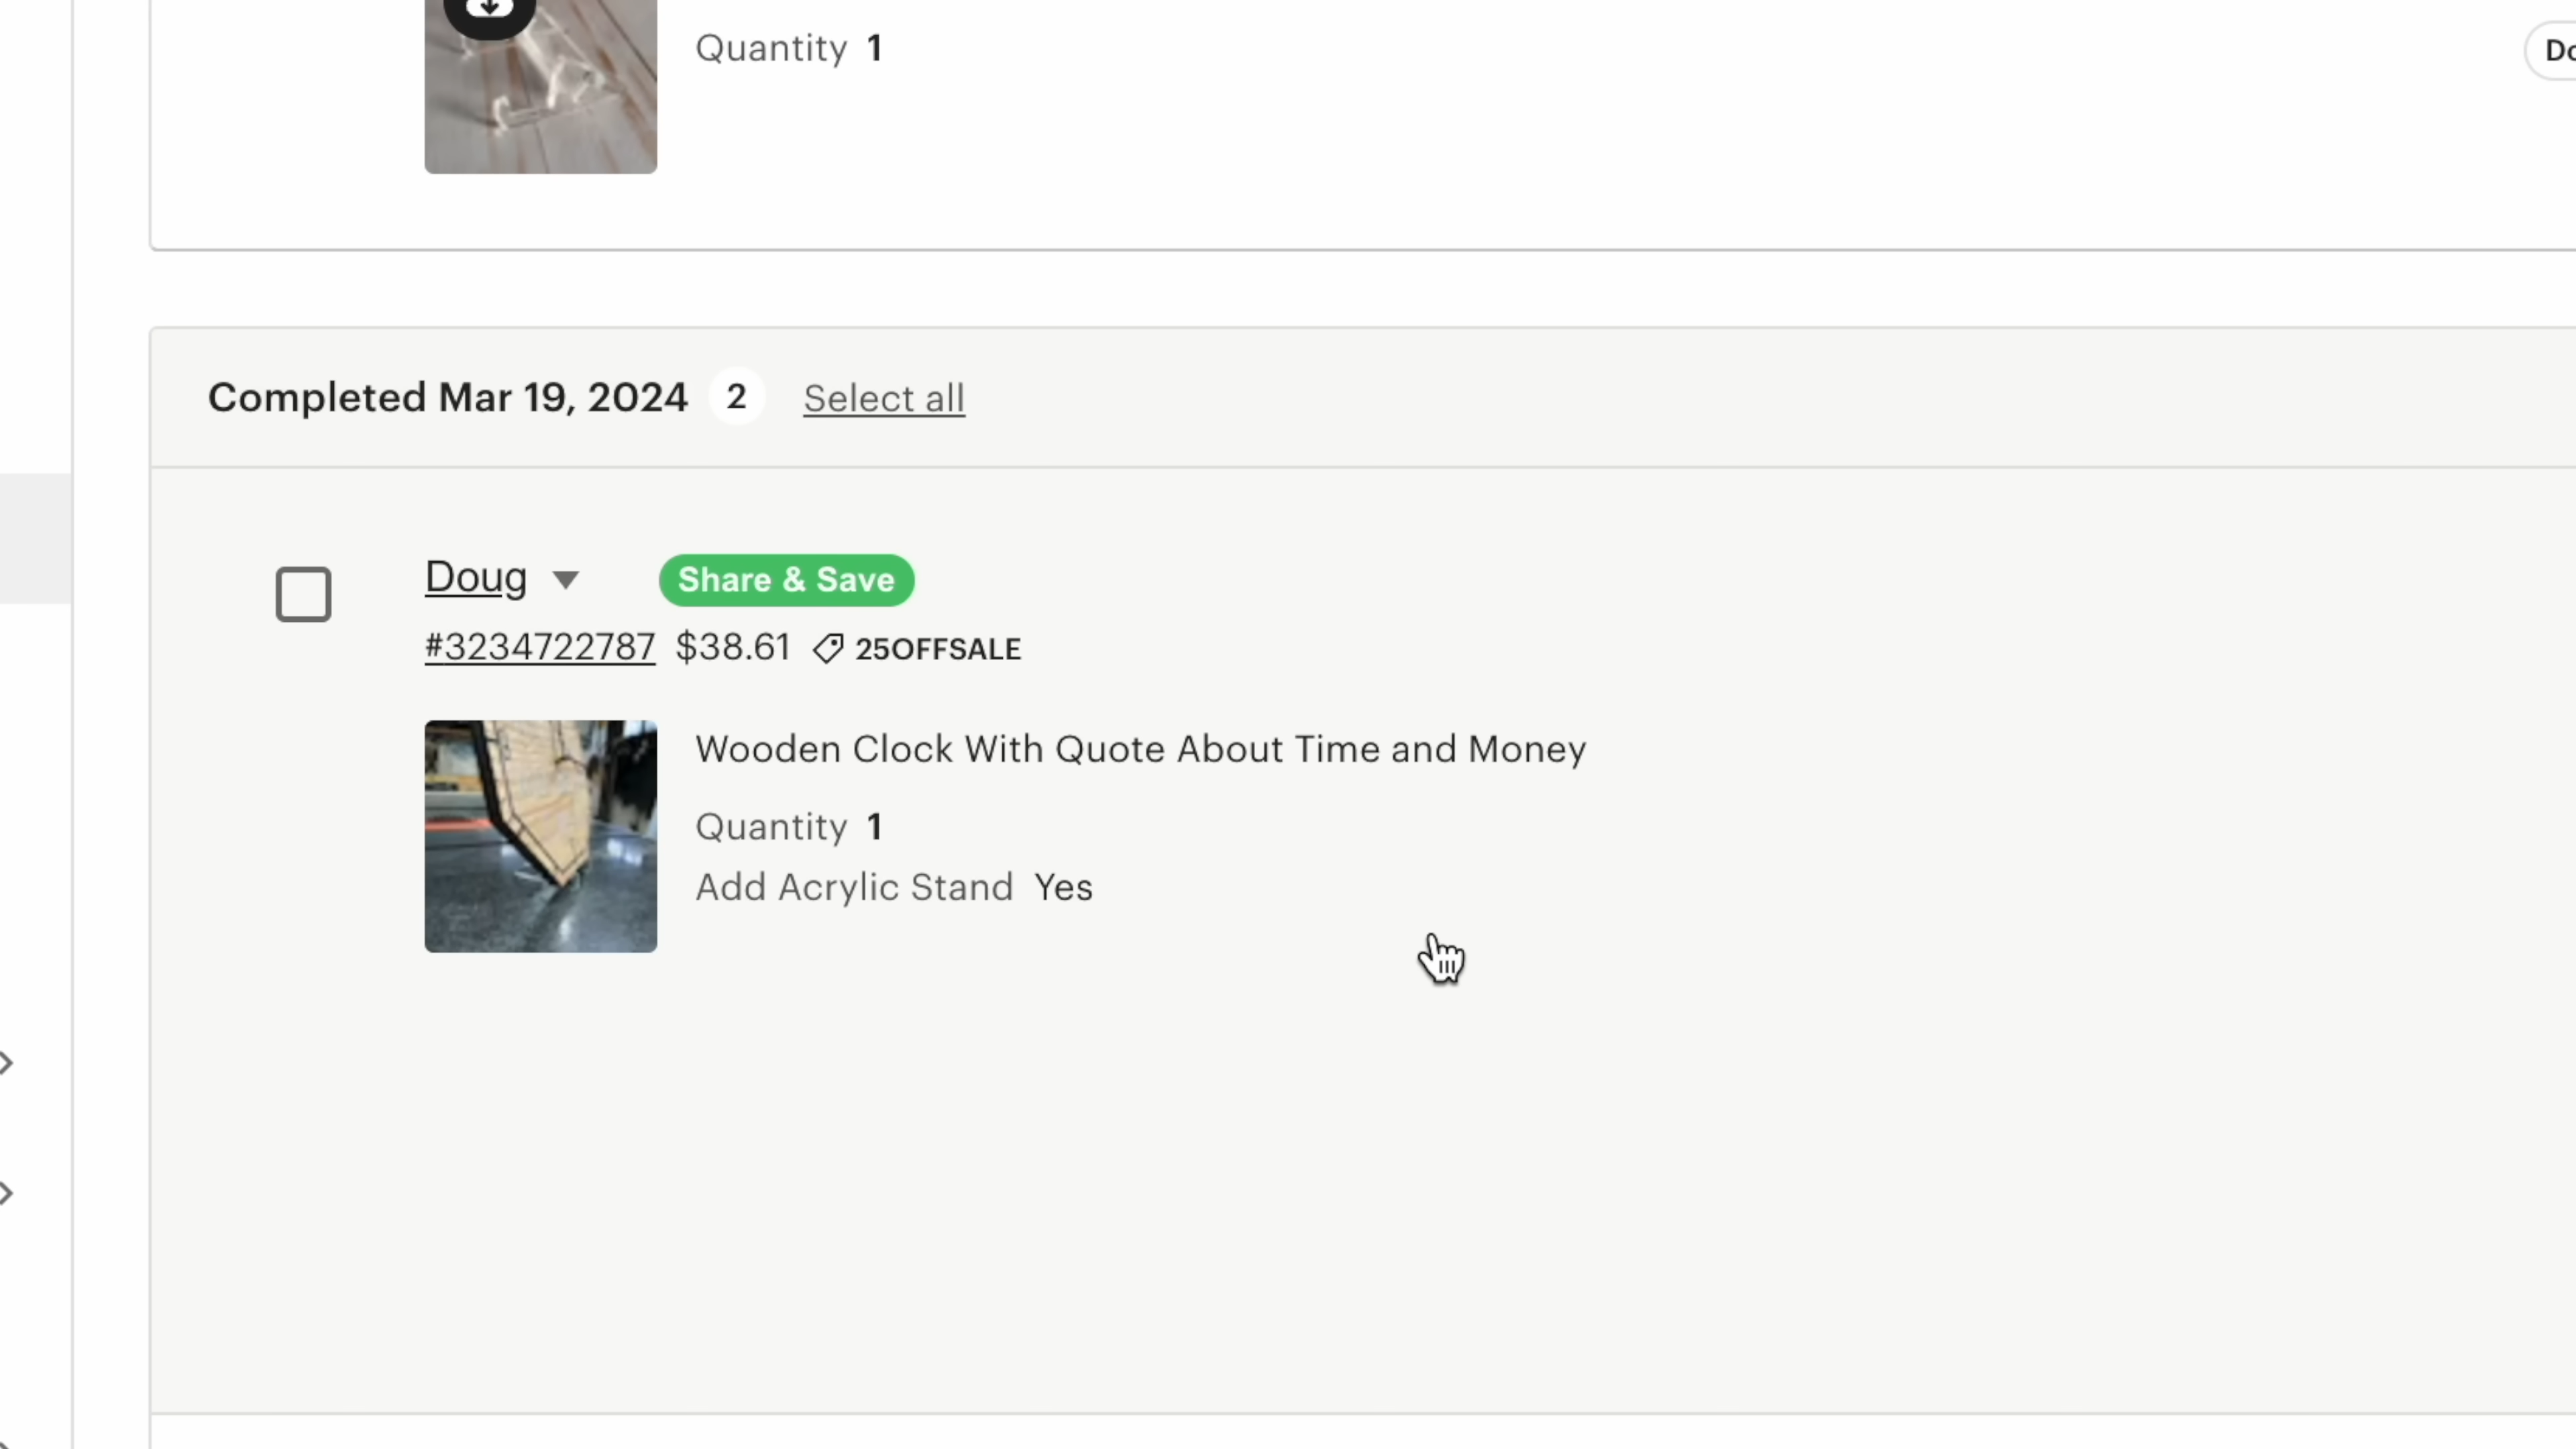 Quantity 1
Completed Mar 19, 2024 2 Select all
Doug Share & Save
#3234722787 $38.61 25OFFSALE
Wooden Clock With Quote About Time and Money
Quantity 1
Add Acrylic Stand Yes